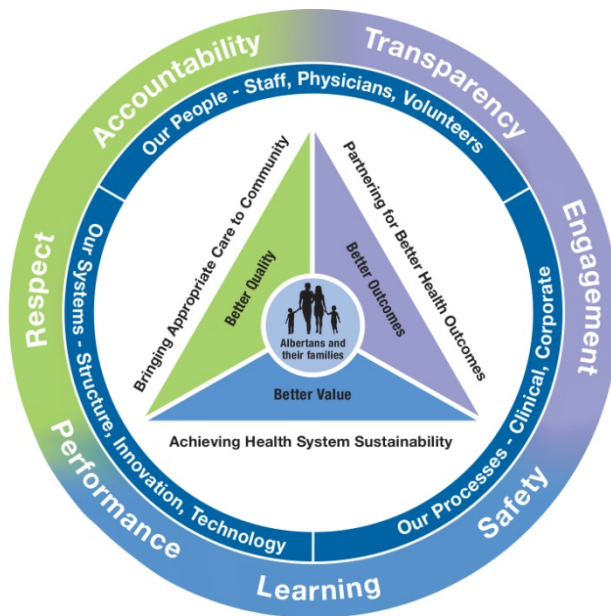 Accountability
Transparency
Engagement
Safety
Learning
Performance
Respect
Our People - Staff, Physicians, Volunteers
Our Processes - Clinical, Corporate
Our Systems - Structure, Innovation, Technology
Bringing Appropriate Care to Community
Partnering for Better Health Outcomes
Achieving Health System Sustainability
Better Quality
Better Outcomes
Better Value
Albertans and
their families